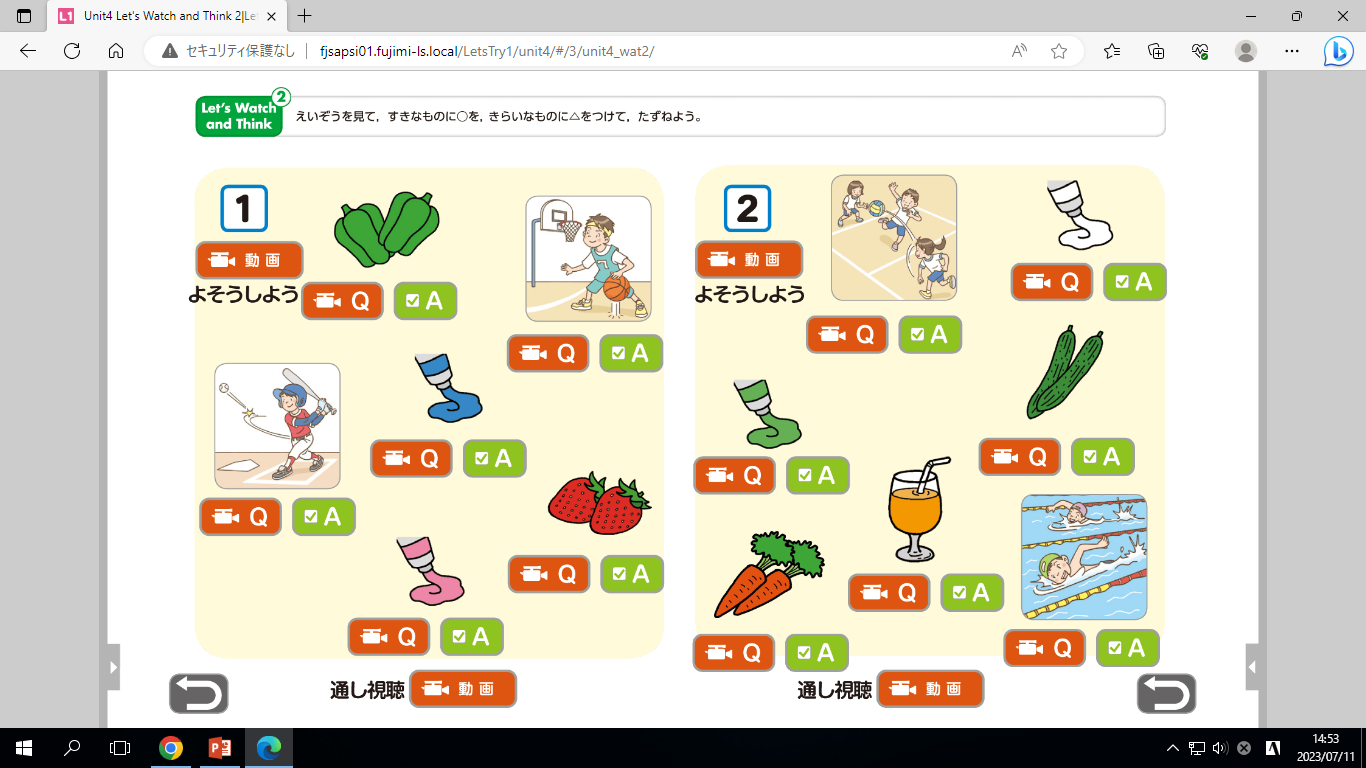 L1
Unit4 Let's Watch and Think 2|Le
セキュリティ保護なし
fjsapsi01.fujimi-ls.local/LetsTry1/unit4/#/3/unit4_wat2/
Let's Watch
and Think
2
えいぞうを見て，すきなものに○を，きらいなものに△をつけて，たずねよう。
1
動画
よそうしよう
Q A
Q A
Q A
Q A
Q A
Q A
通し視聴 動画
2
動画
よそうしよう
Q A
Q A
Q A
Q A
Q A
Q A
Q A
通し視聴 動画
A
14:53
2023/07/11